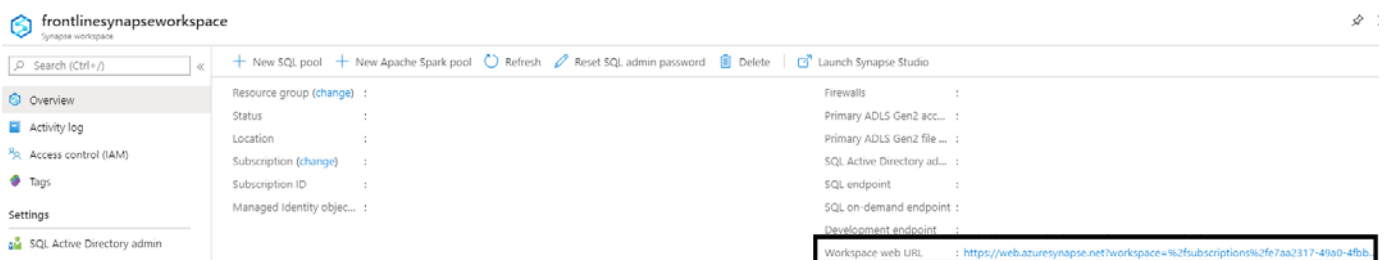 frontlinesynapseworkspace
Synapse workspace
Search (Ctrl+/)
«
+ New SQL pool + New Apache Spark pool Refresh Reset SQL admin password Delete Launch Synapse Studio
Overview
Activity log
Access control (IAM)
Tags
Settings
SQL Active Directory admin
Resource group (change) :
Status :
Location :
Subscription (change) :
Subscription ID :
Managed Identity objec... :
Firewalls :
Primary ADLS Gen2 acc... :
Primary ADLS Gen2 file ... :
SQL Active Directory ad... :
SQL endpoint :
SQL on-demand endpoint :
Development endpoint :
Workspace web URL : https://web.azuresynapse.net?workspace=%2fsubscriptions%2fe7aa2317-49a0-4fbb...